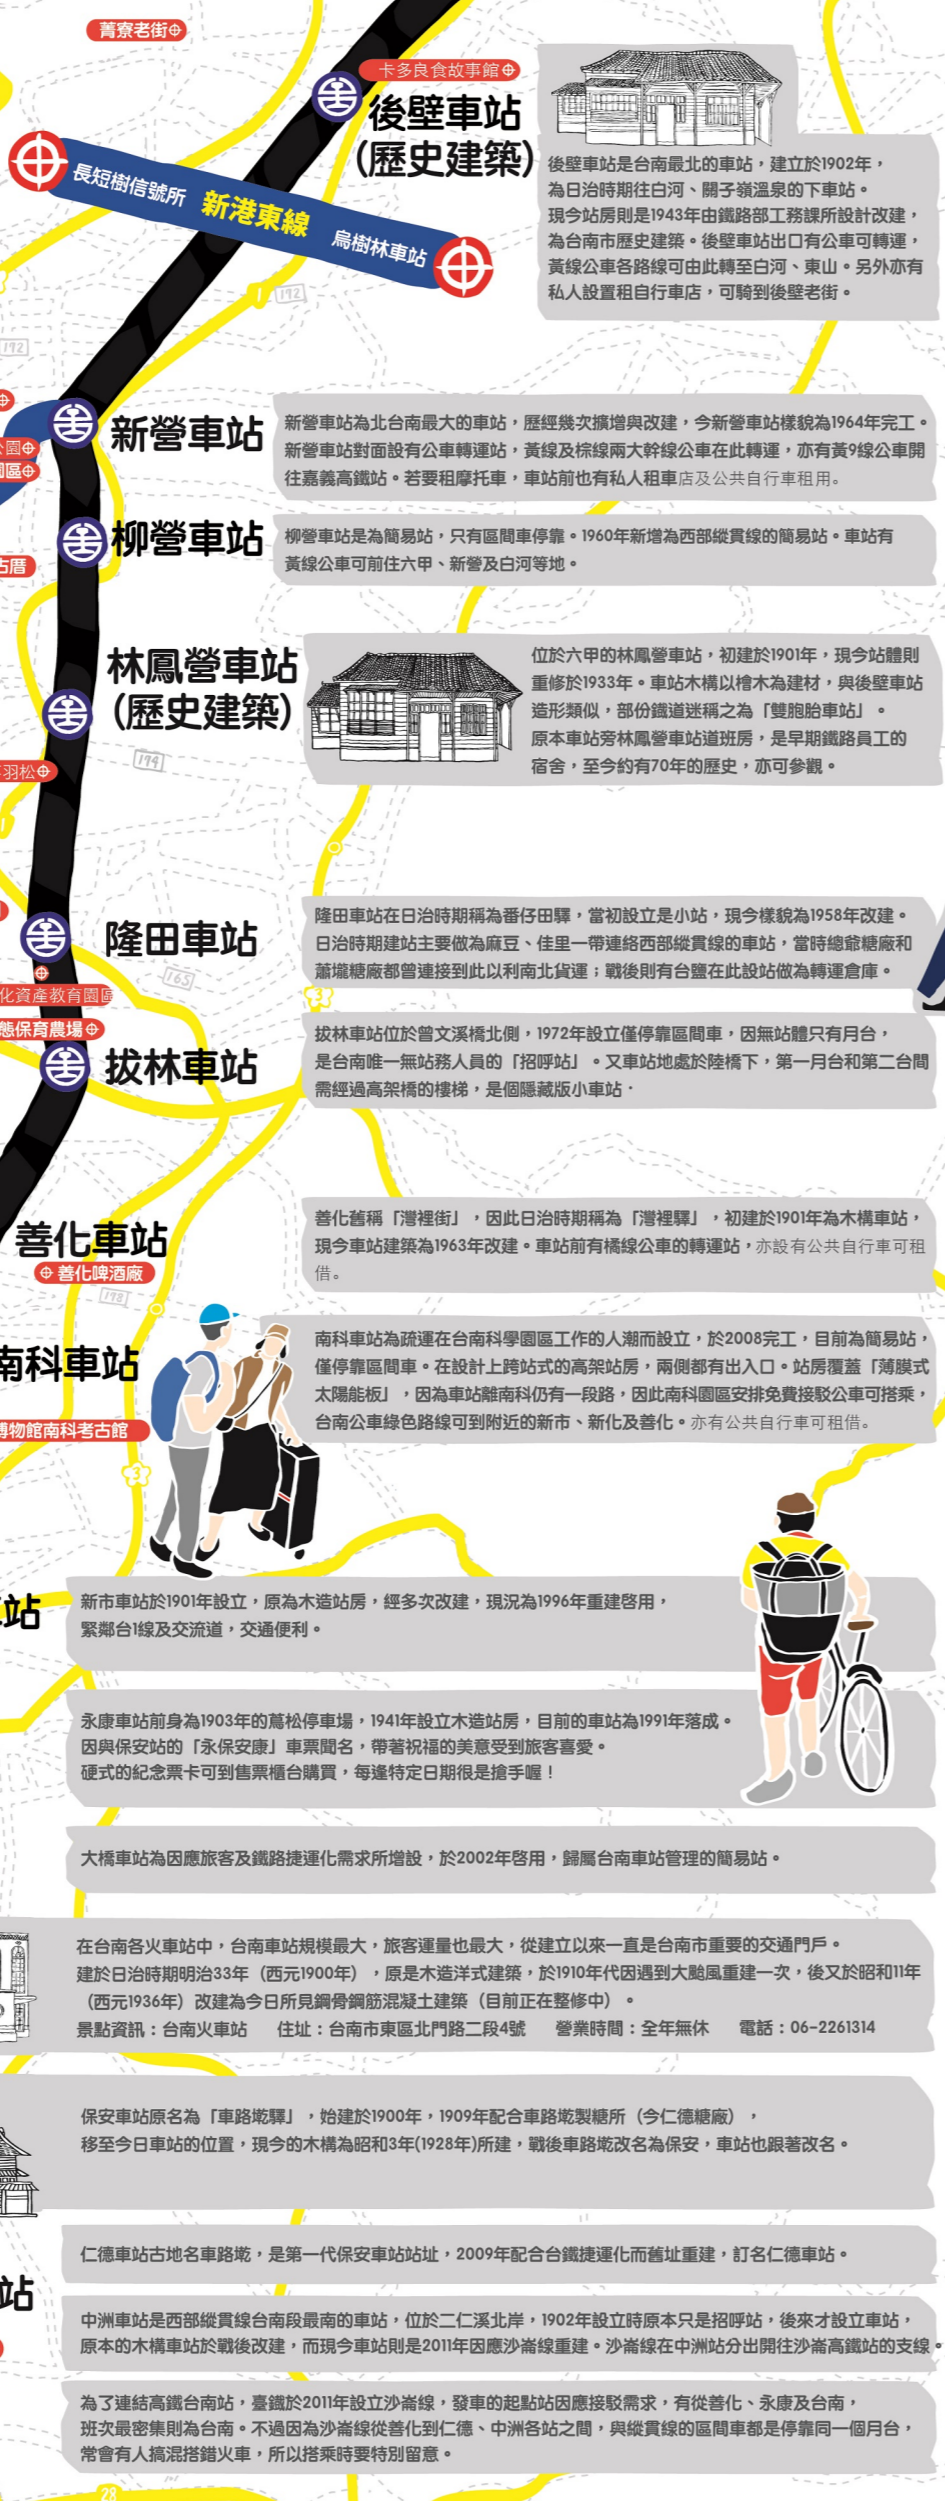 菁寮老街
卡多良食故事館
後壁車站
(歷史建築)
長短樹信號所 新港東線 烏樹林車站
後壁車站是台南最北的車站，建立於1902年，
為日治時期往白河、關子嶺溫泉的下車站。
現今站房則是1943年由鐵路部工務課所設計改建，
為台南市歷史建築。後壁車站出口有公車可轉運，
黃線公車各路線可由此轉至白河、東山。另外亦有
私人設置租自行車店，可騎到後壁老街。
1
172
172
公園
園區
新營車站
新營車站為北台南最大的車站，歷經幾次擴增與改建，今新營車站樣貌為1964年完工。
新營車站對面設有公車轉運站，黃線及棕線兩大幹線公車在此轉運，亦有黃9線公車開
往嘉義高鐵站。若要租摩托車，車站前也有私人租車店及公共自行車租用。
柳營車站
柳營車站是為簡易站，只有區間車停靠。1960年新增為西部縱貫線的簡易站。車站有
黃線公車可前往六甲、新營及白河等地。
古厝
林鳳營車站
(歷史建築)
位於六甲的林鳳營車站，初建於1901年，現今站體則
重修於1933年。車站木構以檜木為建材，與後壁車站
造形類似，部份鐵道迷稱之為「雙胞胎車站」。
原本車站旁林鳳營車站道班房，是早期鐵路員工的
宿舍，至今約有70年的歷史，亦可參觀。
174
羽松
1
隆田車站
隆田車站在日治時期稱為番仔田驛，當初設立是小站，現今樣貌為1958年改建。
日治時期建站主要做為麻豆、佳里一帶連絡西部縱貫線的車站，當時總爺糖廠和
蕭壠糖廠都曾連接到此以利南北貨運；戰後則有台鹽在此設站做為轉運倉庫。
165
化資產教育園區
3
態保育農場
拔林車站
拔林車站位於曾文溪橋北側，1972年設立僅停靠區間車，因無站體只有月台，
是台南唯一無站務人員的「招呼站」。又車站地處於陸橋下，第一月台和第二台間
需經過高架橋的樓梯，是個隱藏版小車站．
善化車站
善化啤酒廠
善化舊稱「灣裡街」，因此日治時期稱為「灣裡驛」，初建於1901年為木構車站，
現今車站建築為1963年改建。車站前有橘線公車的轉運站，亦設有公共自行車可租
借。
178
南科車站
博物館南科考古館
南科車站為疏運在台南科學園區工作的人潮而設立，於2008完工，目前為簡易站，
僅停靠區間車。在設計上跨站式的高架站房，兩側都有出入口。站房覆蓋「薄膜式
太陽能板」，因為車站離南科仍有一段路，因此南科園區安排免費接駁公車可搭乘，
台南公車綠色路線可到附近的新市、新化及善化。亦有公共自行車可租借。
3
站
新市車站於1901年設立，原為木造站房，經多次改建，現況為1996年重建啓用，
緊鄰台1線及交流道，交通便利。
永康車站前身為1903年的蔦松停車場，1941年設立木造站房，目前的車站為1991年落成。
因與保安站的「永保安康」車票聞名，帶著祝福的美意受到旅客喜愛。
硬式的紀念票卡可到售票櫃台購買，每逢特定日期很是搶手喔！
大橋車站為因應旅客及鐵路捷運化需求所增設，於2002年啓用，歸屬台南車站管理的簡易站。
在台南各火車站中，台南車站規模最大，旅客運量也最大，從建立以來一直是台南市重要的交通門戶。
建於日治時期明治33年（西元1900年），原是木造洋式建築，於1910年代因遇到大颱風重建一次，後又於昭和11年
（西元1936年）改建為今日所見鋼骨鋼筋混凝土建築（目前正在整修中）。
景點資訊：台南火車站 住址：台南市東區北門路二段4號 營業時間：全年無休 電話：06-2261314
保安車站原名為「車路墘驛」，始建於1900年，1909年配合車路墘製糖所（今仁德糖廠），
移至今日車站的位置，現今的木構為昭和3年(1928年)所建，戰後車路墘改名為保安，車站也跟著改名。
仁德車站古地名車路墘，是第一代保安車站站址，2009年配合台鐵捷運化而舊址重建，訂名仁德車站。
站
中洲車站是西部縱貫線台南段最南的車站，位於二仁溪北岸，1902年設立時原本只是招呼站，後來才設立車站，
原本的木構車站於戰後改建，而現今車站則是2011年因應沙崙線重建。沙崙線在中洲站分出開往沙崙高鐵站的支線。
為了連結高鐵台南站，臺鐵於2011年設立沙崙線，發車的起點站因應接駁需求，有從善化、永康及台南，
班次最密集則為台南。不過因為沙崙線從善化到仁德、中洲各站之間，與縱貫線的區間車都是停靠同一個月台，
常會有人搞混搭錯火車，所以搭乘時要特別留意。
28